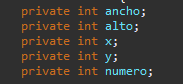 private int ancho;
private int alto;
private int x;
private int y;
private int numero;